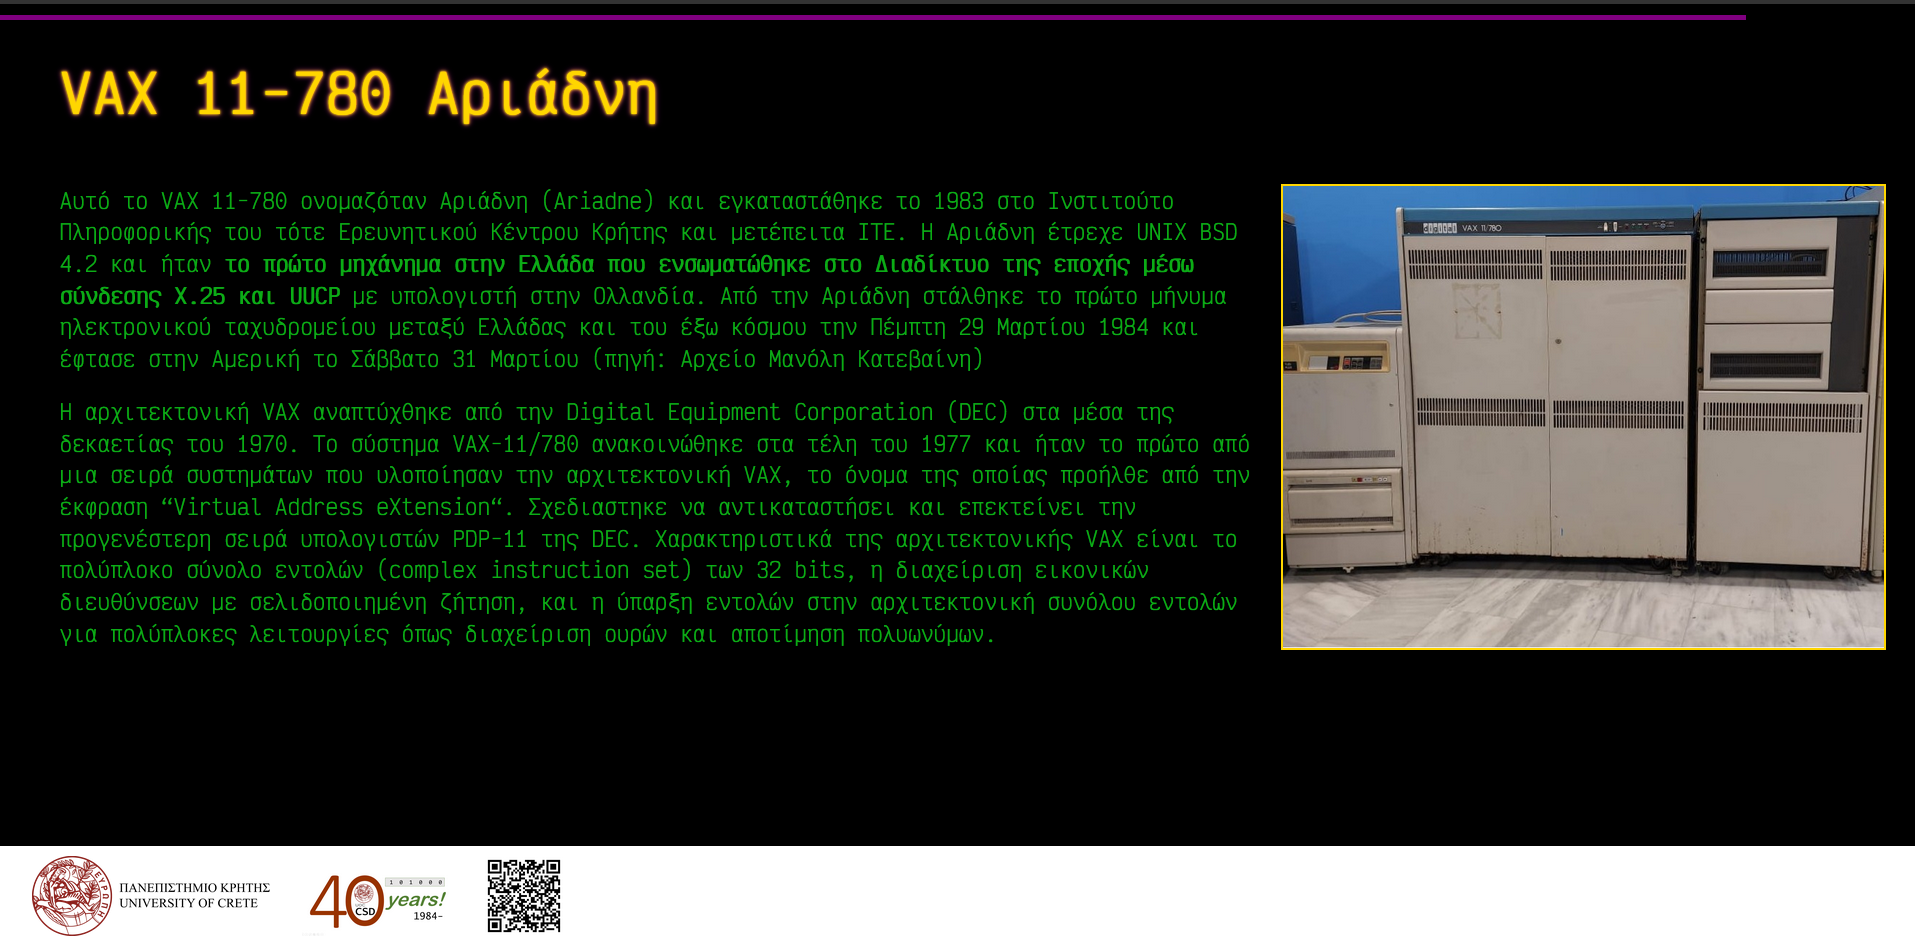 VAX 11-780 Αριάδνη
Αυτό το VAX 11-780 ονομαζόταν Αριάδνη (Ariadne) και εγκαταστάθηκε το 1983 στο Ινστιτούτο
Πληροφορικής του τότε Ερευνητικού Κέντρου Κρήτης και μετέπειτα ΙΤΕ. Η Αριάδνη έτρεχε UNIX BSD
4.2 και ήταν το πρώτο μηχάνημα στην Ελλάδα που ενσωματώθηκε στο Διαδίκτυο της εποχής μέσω
σύνδεσης X.25 και UUCP με υπολογιστή στην Ολλανδία. Από την Αριάδνη στάλθηκε το πρώτο μήνυμα
ηλεκτρονικού ταχυδρομείου μεταξύ Ελλάδας και του έξω κόσμου την Πέμπτη 29 Μαρτίου 1984 και
έφτασε στην Αμερική το Σάββατο 31 Μαρτίου (πηγή: Αρχείο Μανόλη Κατεβαίνη)
Η αρχιτεκτονική VAX αναπτύχθηκε από την Digital Equipment Corporation (DEC) στα μέσα της
δεκαετίας του 1970. Το σύστημα VAX-11/780 ανακοινώθηκε στα τέλη του 1977 και ήταν το πρώτο από
μια σειρά συστημάτων που υλοποίησαν την αρχιτεκτονική VAX, το όνομα της οποίας προήλθε από την
έκφραση “Virtual Address eXtension“. Σχεδιαστηκε να αντικαταστήσει και επεκτείνει την
προγενέστερη σειρά υπολογιστών PDP-11 της DEC. Χαρακτηριστικά της αρχιτεκτονικής VAX είναι το
πολύπλοκο σύνολο εντολών (complex instruction set) των 32 bits, η διαχείριση εικονικών
διευθύνσεων με σελιδοποιημένη ζήτηση, και η ύπαρξη εντολών στην αρχιτεκτονική συνόλου εντολών
για πολύπλοκες λειτουργίες όπως διαχείριση ουρών και αποτίμηση πολυωνύμων.
digital VAX 11/780
ΕΥΡΩΠΗ
ΠΑΝΕΠΙΣΤΗΜΙΟ ΚΡΗΤΗΣ
UNIVERSITY OF CRETE
1 0 1 0 0 0
40 years!
CSD
1984-